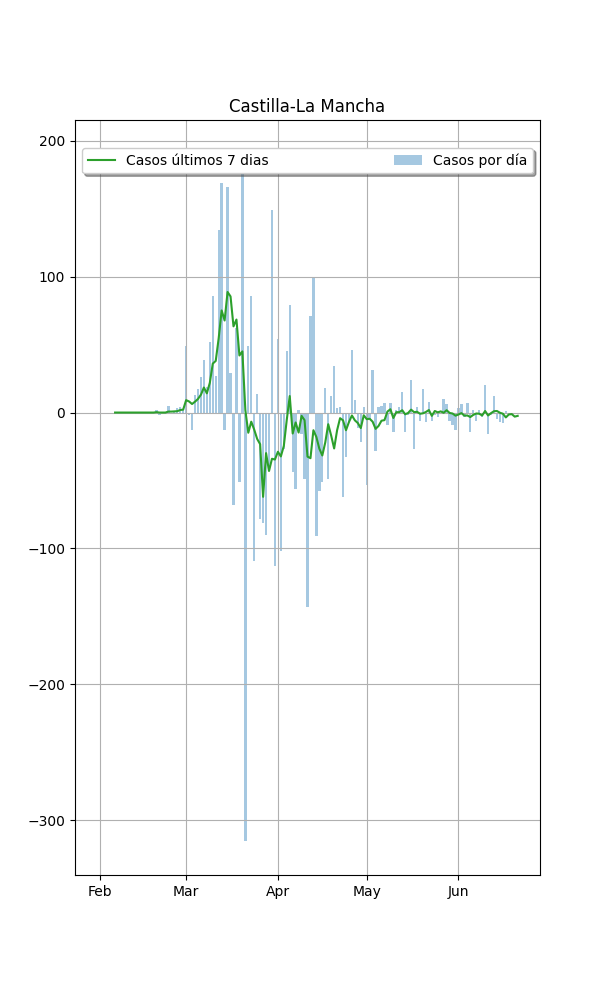 Castilla-La Mancha
Casos últimos 7 dias
Casos por día
200
100
0
−100
−200
−300
Feb
Mar
Apr
May
Jun